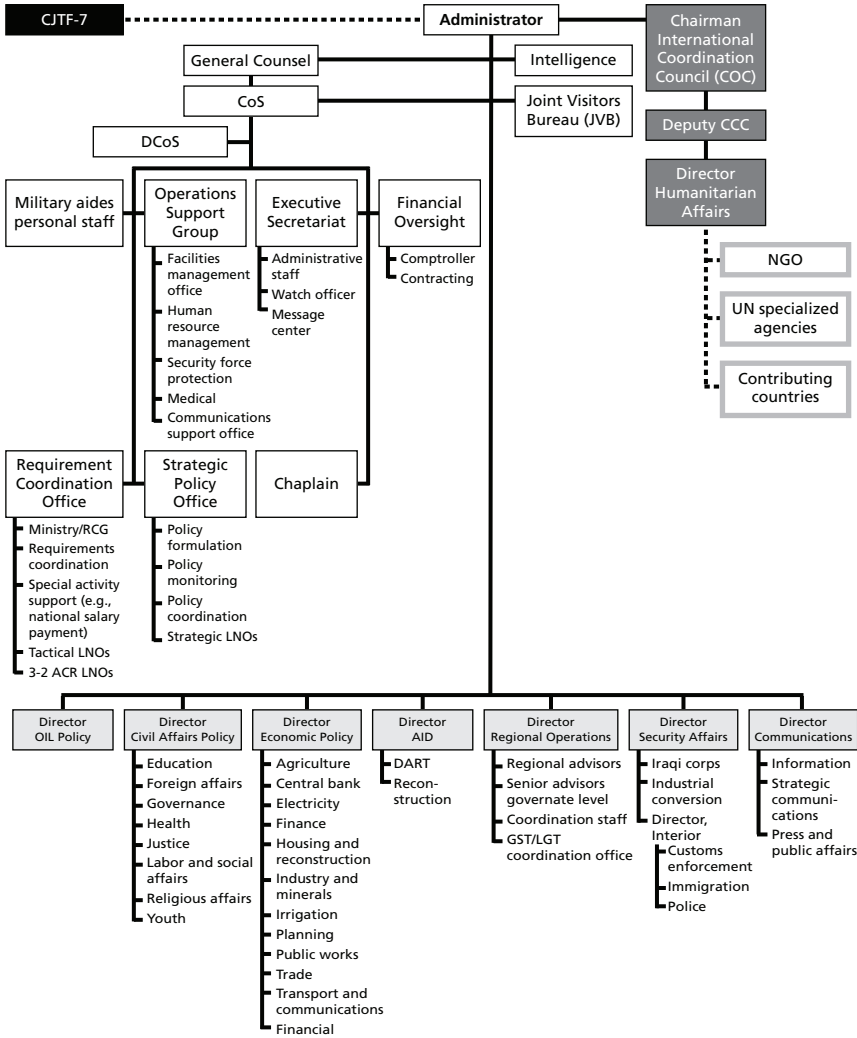 CJTF-7
Administrator
Chairman
International
Coordination
Council (COC)
General Counsel
Intelligence
CoS
Joint Visitors
Bureau (JVB)
Deputy CCC
DCoS
Director
Humanitarian
Affairs
Military aides
personal staff
Operations
Support
Group
Executive
Secretariat
Financial
Oversight
Facilities
management
office
Human
resource
management
Security force
protection
Medical
Communications
support office
Administrative
staff
Watch officer
Message
center
Comptroller
Contracting
NGO
UN specialized
agencies
Contributing
countries
Requirement
Coordination
Office
Strategic
Policy
Office
Chaplain
Ministry/RCG
Requirements
coordination
Special activity
support (e.g.,
national salary
payment)
Tactical LNOs
3-2 ACR LNOs
Policy
formulation
Policy
monitoring
Policy
coordination
Strategic LNOs
Director
OIL Policy
Director
Civil Affairs Policy
Education
Foreign affairs
Governance
Health
Justice
Labor and social
affairs
Religious affairs
Youth
Director
Economic Policy
Agriculture
Central bank
Electricity
Finance
Housing and
reconstruction
Industry and
minerals
Irrigation
Planning
Public works
Trade
Transport and
communications
Financial
Director
AID
DART
Recon-
struction
Director
Regional Operations
Regional advisors
Senior advisors
governate level
Coordination staff
GST/LGT
coordination office
Director
Security Affairs
Iraqi corps
Industrial
conversion
Director,
Interior
Customs
enforcement
Immigration
Police
Director
Communications
Information
Strategic
communi-
cations
Press and
public affairs